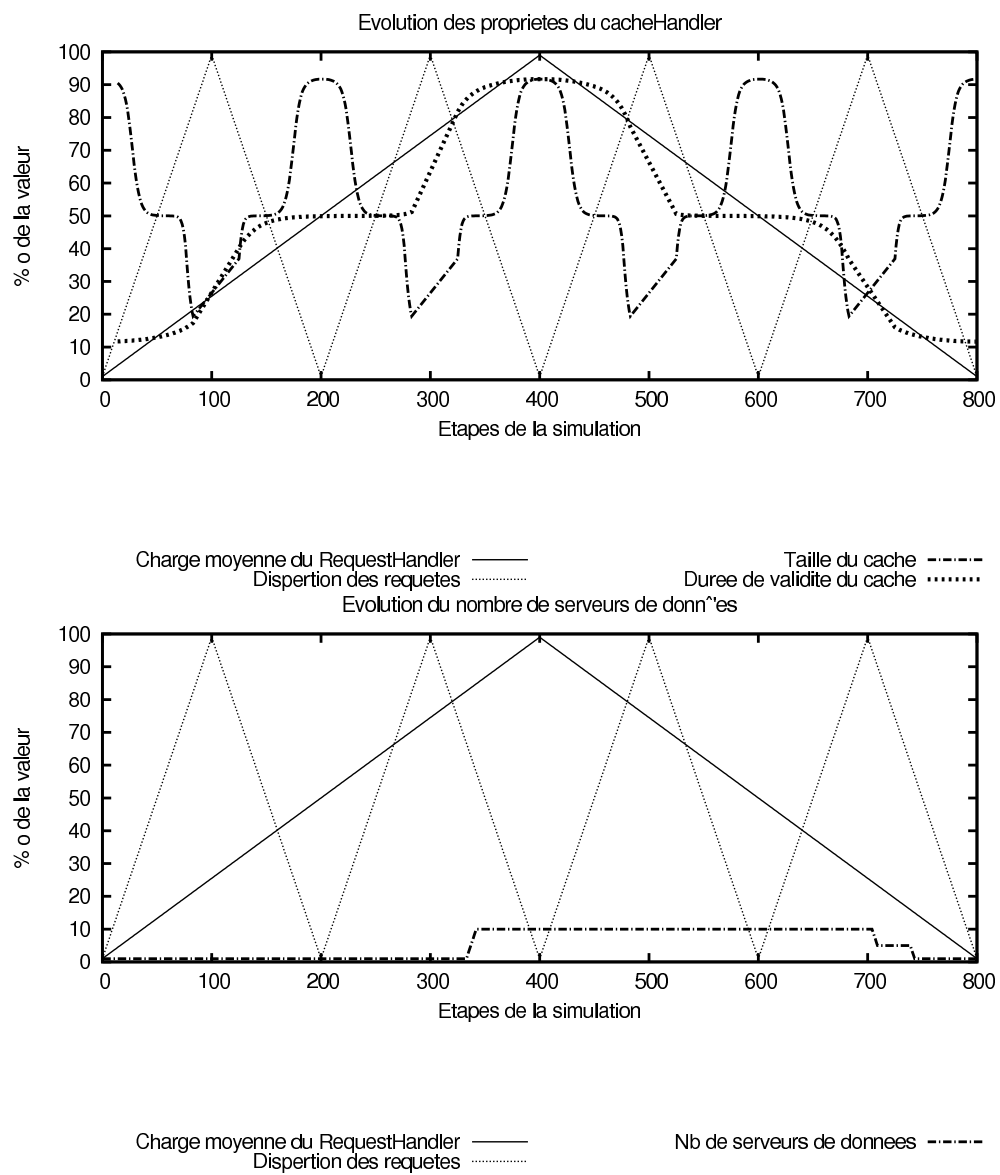 Evolution des proprietes du cacheHandler
100
90
80
70
60
50
40
30
20
10
0
% o de la valeur
0 100 200 300 400 500 600 700 800
Etapes de la simulation
Charge moyenne du RequestHandler
Dispertion des requetes
Taille du cache
Duree de validite du cache
Evolution du nombre de serveurs de donn^'es
100
90
80
70
60
50
40
30
20
10
0
% o de la valeur
0 100 200 300 400 500 600 700 800
Etapes de la simulation
Charge moyenne du RequestHandler
Dispertion des requetes
Nb de serveurs de donnees